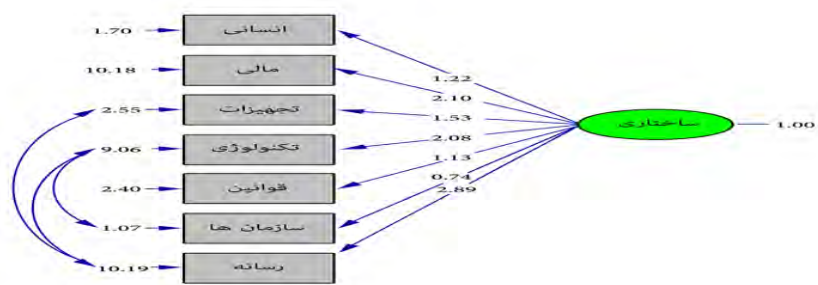 1.70 انسانی
10.18 مالی
2.55 تجهیزات
9.06 تکنولوژی
2.40 قوانین
1.07 سازمان ها
10.19 رسانه
1.22
2.10
1.53
2.08
1.13
0.74
2.89
ساختاری 1.00